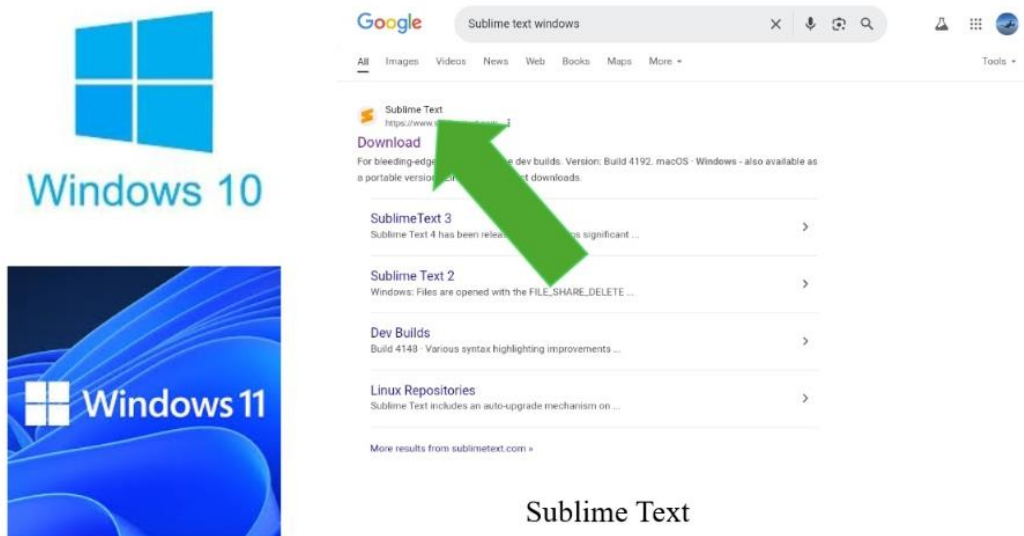 Windows 10
Windows 11
Google
Sublime text windows
All Images Videos News Web Books Maps More
Tools
Sublime Text
https://www.
Download
For bleeding-edge dev builds. Version: Build 4192. macOS · Windows - also available as
a portable version downloads.
SublimeText 3
Sublime Text 4 has been significant ...
Sublime Text 2
Windows: Files are opened with the FILE_SHARE_DELETE ...
Dev Builds
Build 4148 · Various syntax highlighting improvements ...
Linux Repositories
Sublime Text includes an auto-upgrade mechanism on ...
More results from sublimetext.com »
Sublime Text